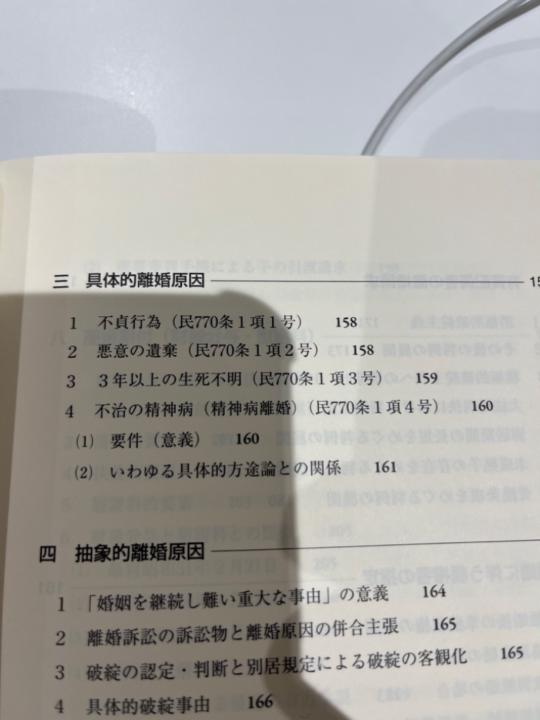 三 具体的離婚原因
1 不貞行為（民770条1項1号） 158
2 悪意の遺棄（民770条1項2号） 158
3 3年以上の生死不明（民770条1項3号） 159
4 不治の精神病（精神病離婚）（民770条1項4号） 160
(1) 要件（意義） 160
(2) いわゆる具体的方途論との関係 161
四 抽象的離婚原因
1 「婚姻を継続し難い重大な事由」の意義 164
2 離婚訴訟の訴訟物と離婚原因の併合主張 165
3 破綻の認定・判断と別居規定による破綻の客観化 165
4 具体的破綻事由 166